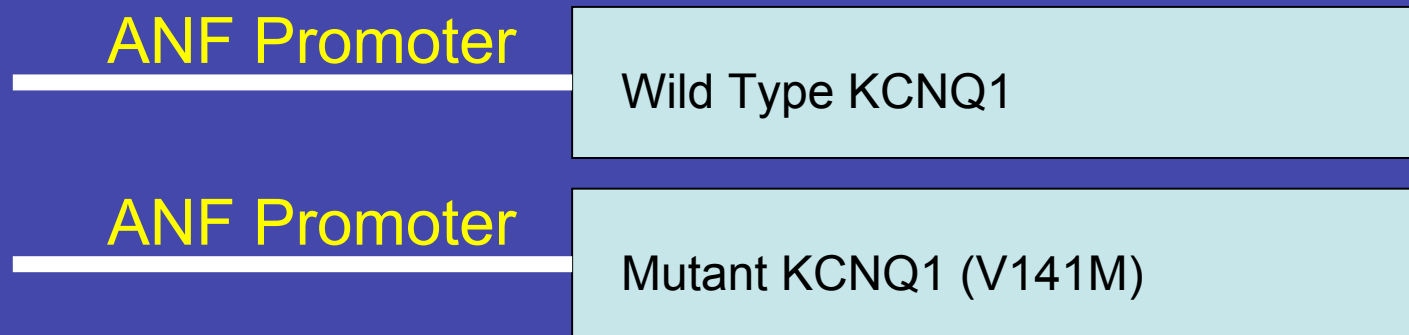 ANF Promoter
Wild Type KCNQ1
ANF Promoter
Mutant KCNQ1 (V141M)